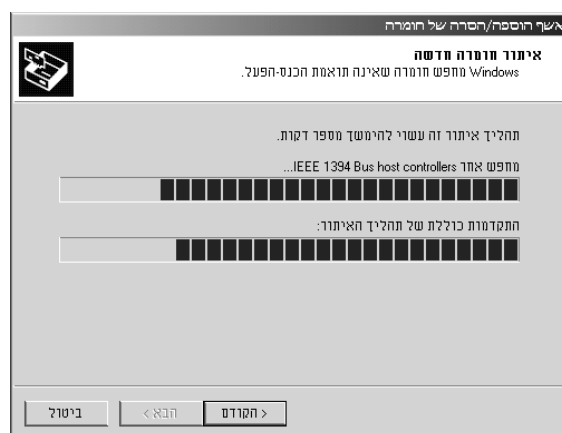 אשף הוספה/הסרה של חומרה
איתור חומרה חדשה
Windows מחפש חומרה שאינה תואמת הכנס-הפעל.
תהליך איתור זה עשוי להימשך מספר דקות.
מחפש אחר IEEE 1394 Bus host controllers...
התקדמות כוללת של תהליך האיתור:
< הקודם
הבא >
ביטול